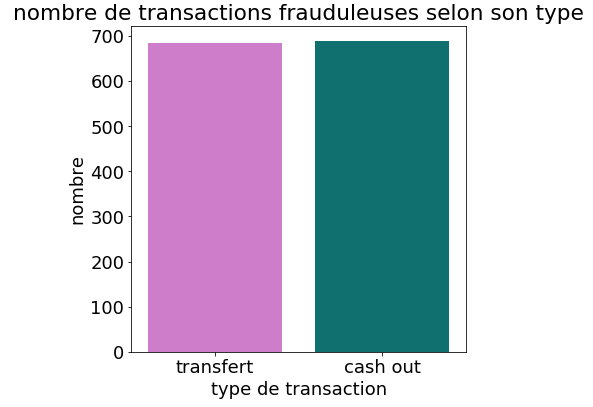 nombre de transactions frauduleuses selon son type
700
600
500
400
300
200
100
0
nombre
transfert
cash out
type de transaction